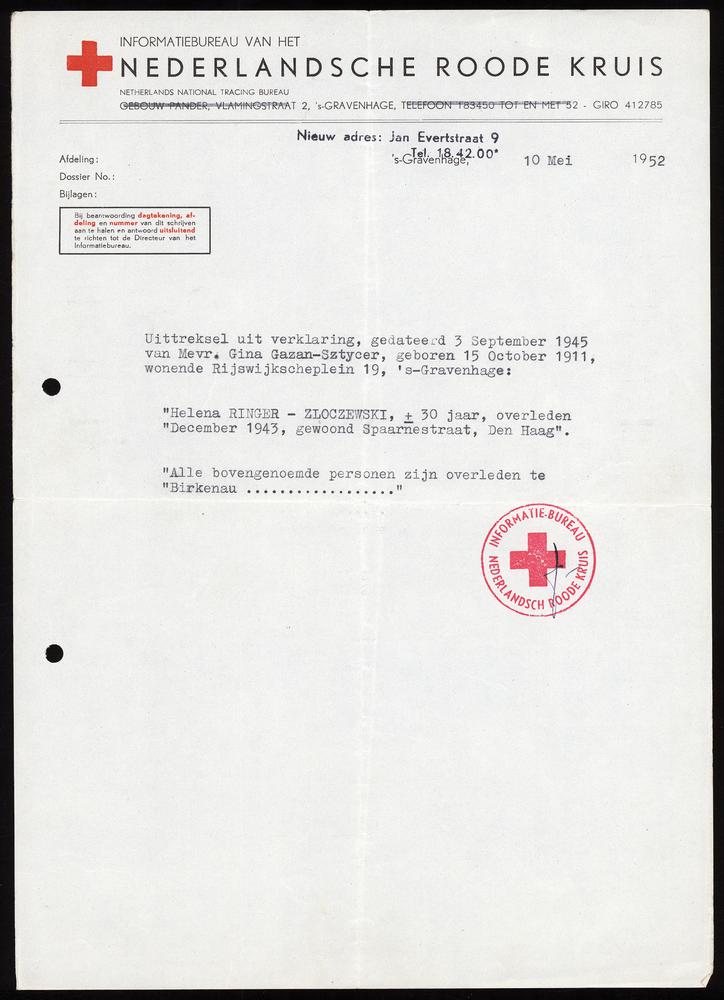 INFORMATIEBUREAU VAN HET
NEDERLANDSCHE ROODE KRUIS
NETHERLANDS NATIONAL TRACING BUREAU
GEBOUW PANDER, VLAMINGSTRAAT 2, 's-GRAVENHAGE, TELEFOON 183450 TOT EN MET 52 - GIRO 412785
Nieuw adres: Jan Evertstraat 9
Tel. 18.42.00*
's-Gravenhage, 10 Mei 1952
Afdeling:
Dossier No.:
Bijlagen:
Bij beantwoording dagtekening, af-
deling en nummer van dit schrijven
aan te halen en antwoord uitsluitend
te richten tot de Directeur van het
Informatiebureau.
Uittreksel uit verklaring, gedateerd 3 September 1945
van Mevr. Gina Gazan-Sztycer, geboren 15 October 1911,
wonende Rijswijkscheplein 19, 's-Gravenhage:
"Helena RINGER - ZLOCZEWSKI, ± 30 jaar, overleden
"December 1943, gewoond Spaarnestraat, Den Haag".
"Alle bovengenoemde personen zijn overleden te
"Birkenau .................."
INFORMATIE-BUREAU
NEDERLANDSCH ROODE KRUIS